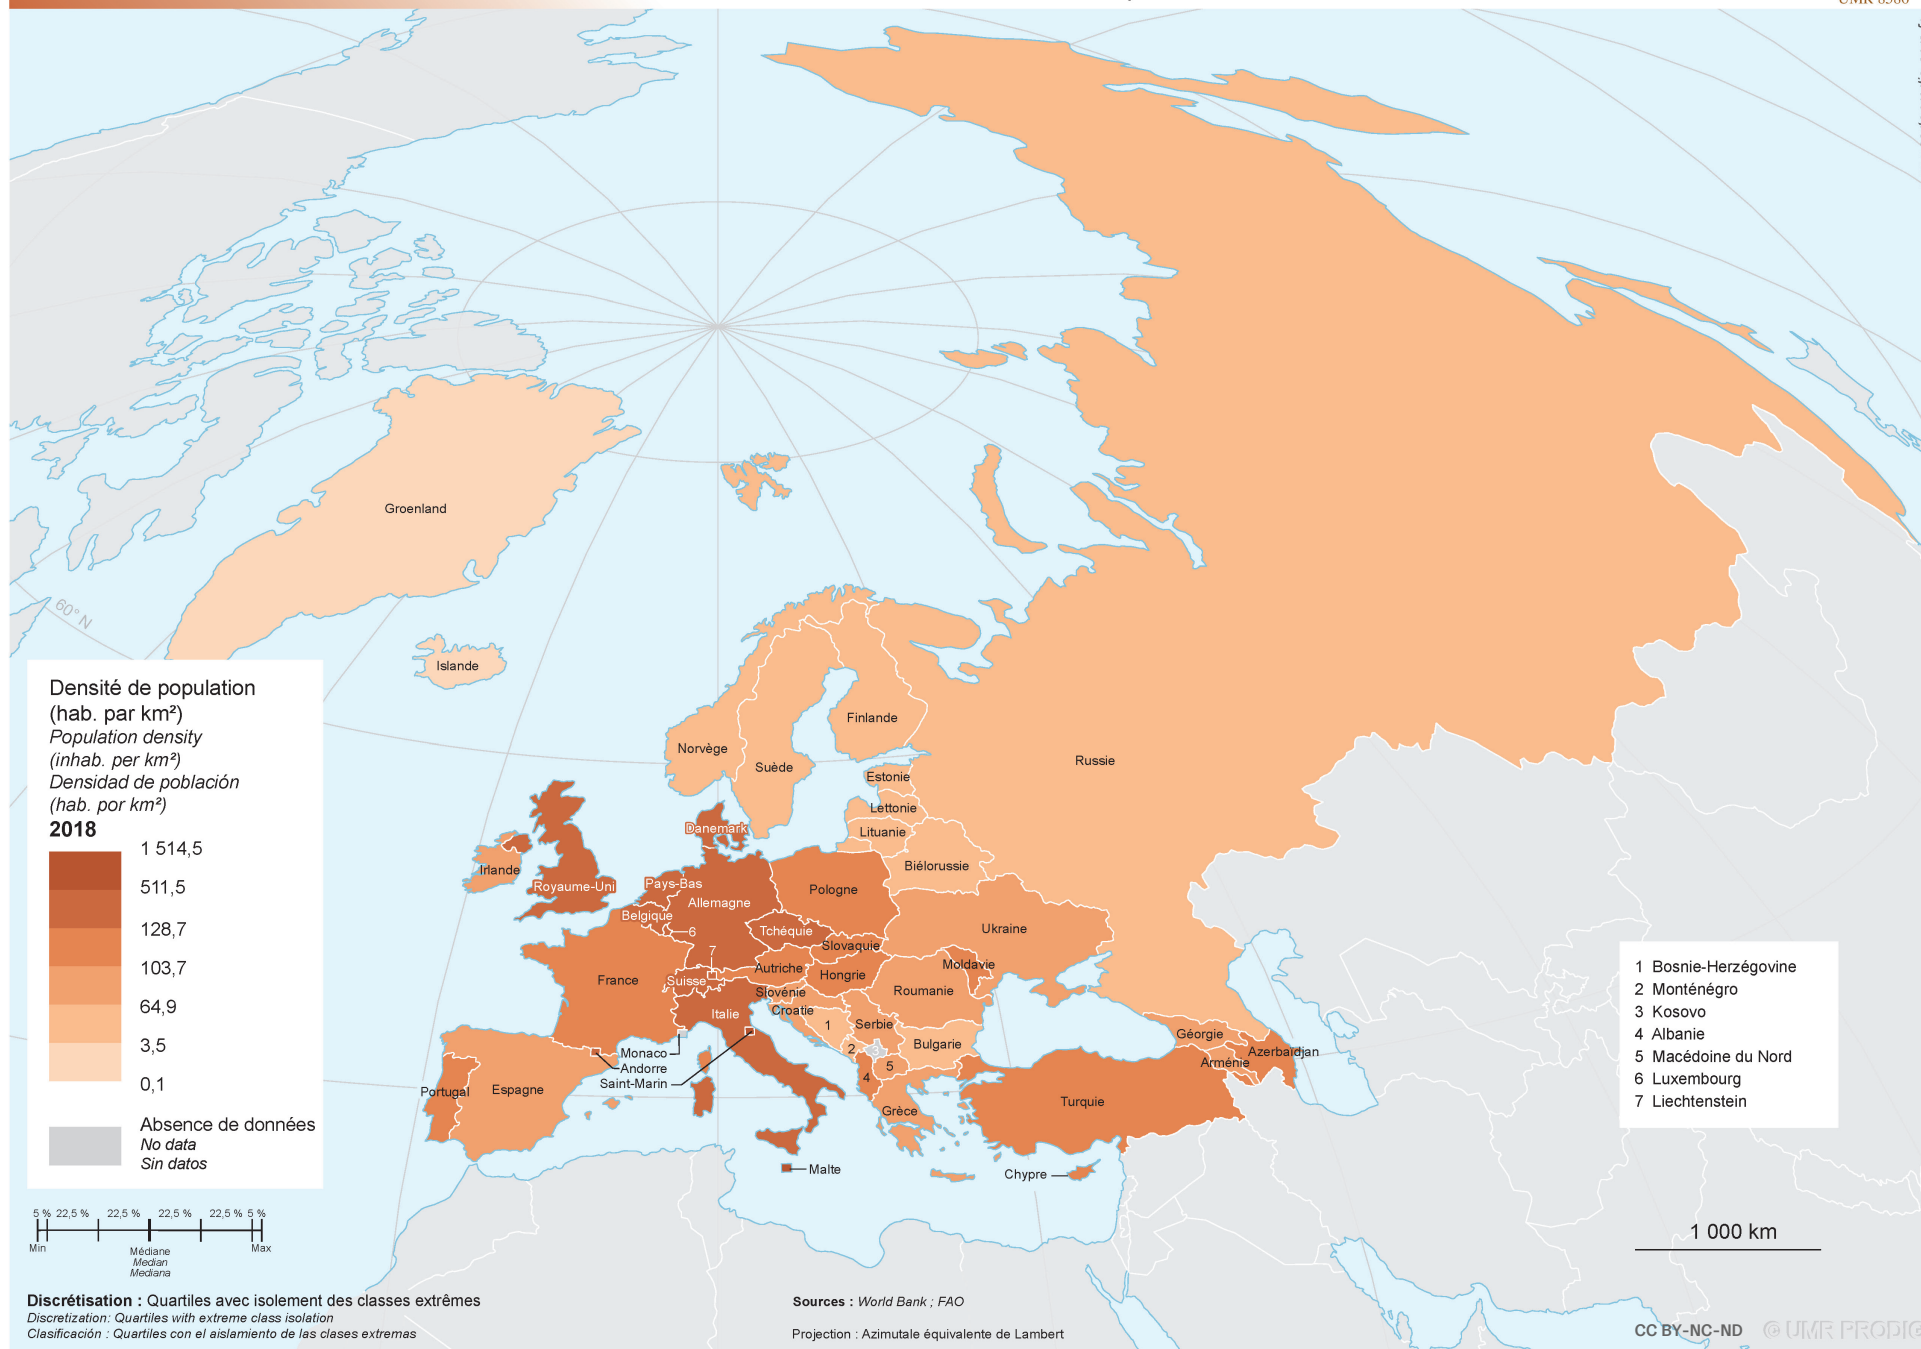 Groenland
60° N
Islande
Norvège
Suède
Finlande
Russie
Estonie
Lettonie
Lituanie
Biélorussie
Danemark
Irlande
Royaume-Uni
Pays-Bas
Allemagne
Pologne
Belgique
6
Tchéquie
Ukraine
7
Slovaquie
France
Suisse
Autriche
Hongrie
Moldavie
Slovénie
Roumanie
Croatie
Italie
1
Serbie
Bulgarie
2
3
4
5
Géorgie
Azerbaïdjan
Arménie
Monaco
Andorre
Saint-Marin
Portugal
Espagne
Grèce
Turquie
Malte
Chypre
Densité de population
(hab. par km²)
Population density
(inhab. per km²)
Densidad de población
(hab. por km²)
2018
1 514,5
511,5
128,7
103,7
64,9
3,5
0,1
Absence de données
No data
Sin datos
5 % 22,5 % 22,5 % 22,5 % 22,5 % 5 %
Min
Médiane
Median
Mediana
Max
1 Bosnie-Herzégovine
2 Monténégro
3 Kosovo
4 Albanie
5 Macédoine du Nord
6 Luxembourg
7 Liechtenstein
1 000 km
Discrétisation : Quartiles avec isolement des classes extrêmes
Discretization: Quartiles with extreme class isolation
Clasificación : Quartiles con el aislamiento de las clases extremas
Sources : World Bank ; FAO
Projection : Azimutale équivalente de Lambert
CC BY-NC-ND © UMR PRODIG